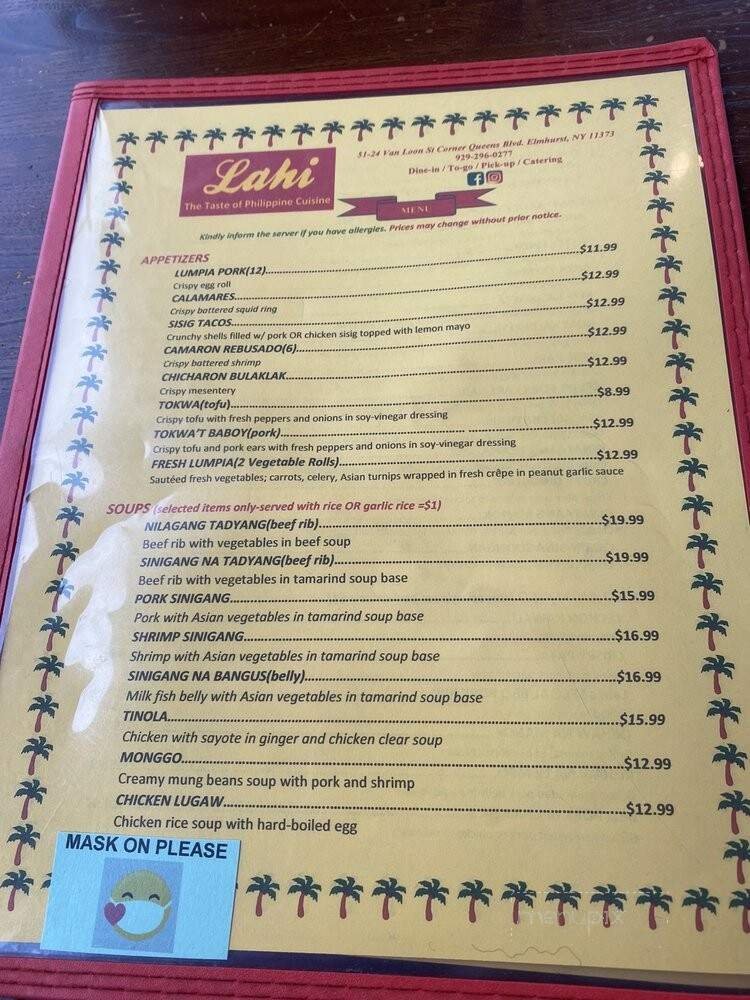 Lahi
The Taste of Philippine Cuisine
51-24 Van Loon St Corner Queens Blvd. Elmhurst, NY 11373
929-296-0277
Dine-in / To-go / Pick-up / Catering
MENU
Kindly inform the server if you have allergies. Prices may change without prior notice.
APPETIZERS
LUMPIA PORK(12)...$11.99
Crispy egg roll
CALAMARES...$12.99
Crispy battered squid ring
SISIG TACOS...$12.99
Crunchy shells filled w/ pork OR chicken sisig topped with lemon mayo
CAMARON REBUSADO(6)...$12.99
Crispy battered shrimp
CHICHARON BULAKLAK...$12.99
Crispy mesentery
TOKWA(tofu)...$8.99
Crispy tofu with fresh peppers and onions in soy-vinegar dressing
TOKWA'T BABOY(pork)...$12.99
Crispy tofu and pork ears with fresh peppers and onions in soy-vinegar dressing
FRESH LUMPIA(2 Vegetable Rolls)...$12.99
Sautéed fresh vegetables; carrots, celery, Asian turnips wrapped in fresh crêpe in peanut garlic sauce
SOUPS (selected items only-served with rice OR garlic rice =$1)
NILAGANG TADYANG(beef rib)...$19.99
Beef rib with vegetables in beef soup
SINIGANG NA TADYANG(beef rib)...$19.99
Beef rib with vegetables in tamarind soup base
PORK SINIGANG...$15.99
Pork with Asian vegetables in tamarind soup base
SHRIMP SINIGANG...$16.99
Shrimp with Asian vegetables in tamarind soup base
SINIGANG NA BANGUS(belly)...$16.99
Milk fish belly with Asian vegetables in tamarind soup base
TINOLA...$15.99
Chicken with sayote in ginger and chicken clear soup
MONGGO...$12.99
Creamy mung beans soup with pork and shrimp
CHICKEN LUGAW...$12.99
Chicken rice soup with hard-boiled egg
MASK ON PLEASE
menupix